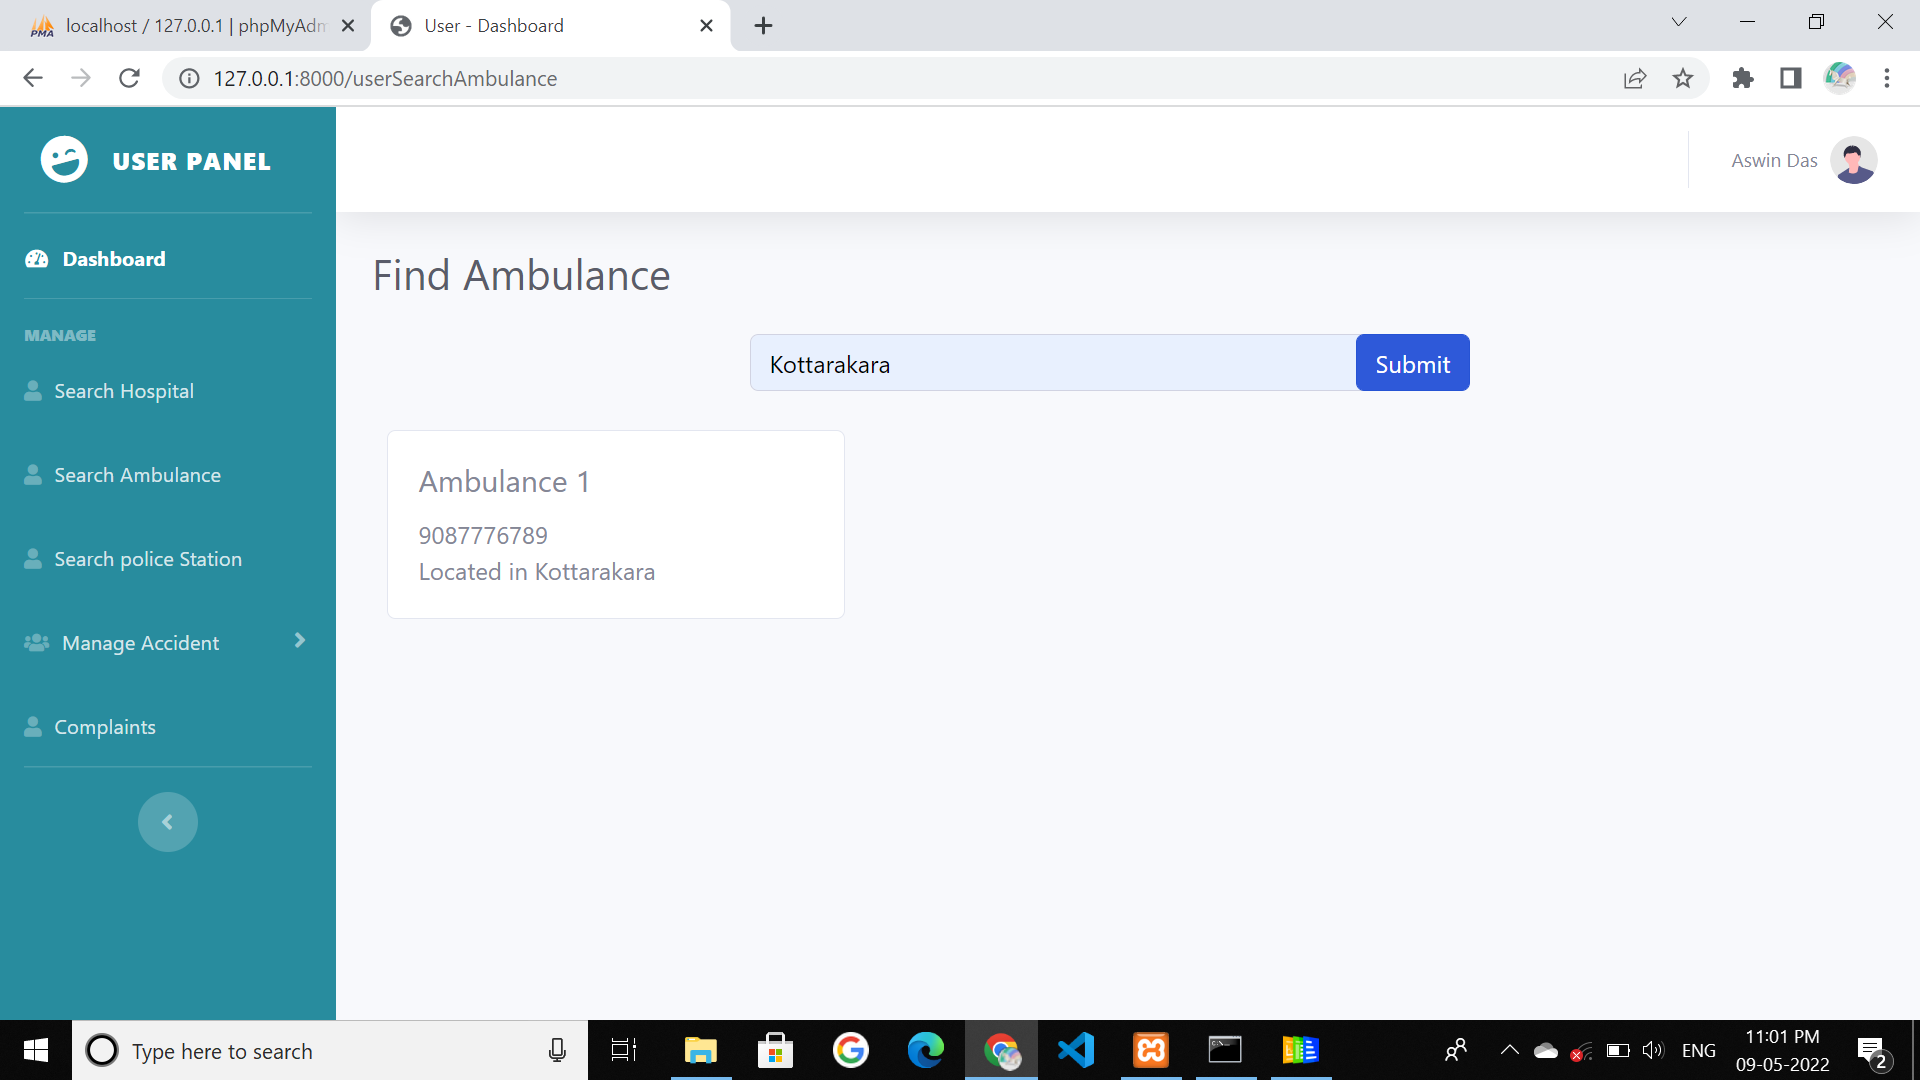 localhost / 127.0.0.1 | phpMyAdm
User - Dashboard
127.0.0.1:8000/userSearchAmbulance
USER PANEL
Aswin Das
Dashboard
Find Ambulance
MANAGE
Kottarakara
Submit
Search Hospital
Search Ambulance
Ambulance 1
9087776789
Located in Kottarakara
Search police Station
Manage Accident
Complaints
Type here to search
ENG
11:01 PM
09-05-2022
2